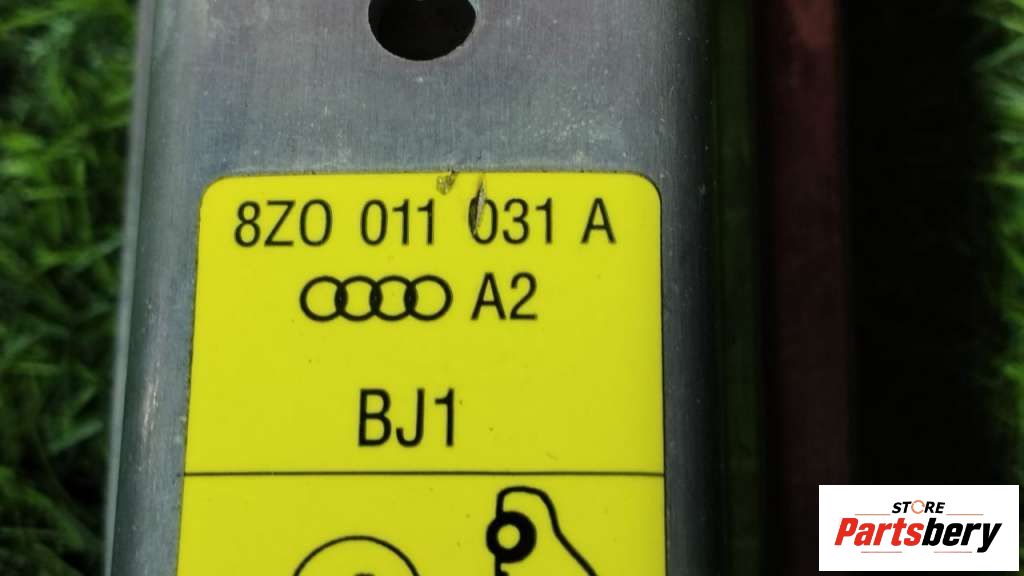 8Z0 011 031 A
A2
BJ1
STORE
Partsbery